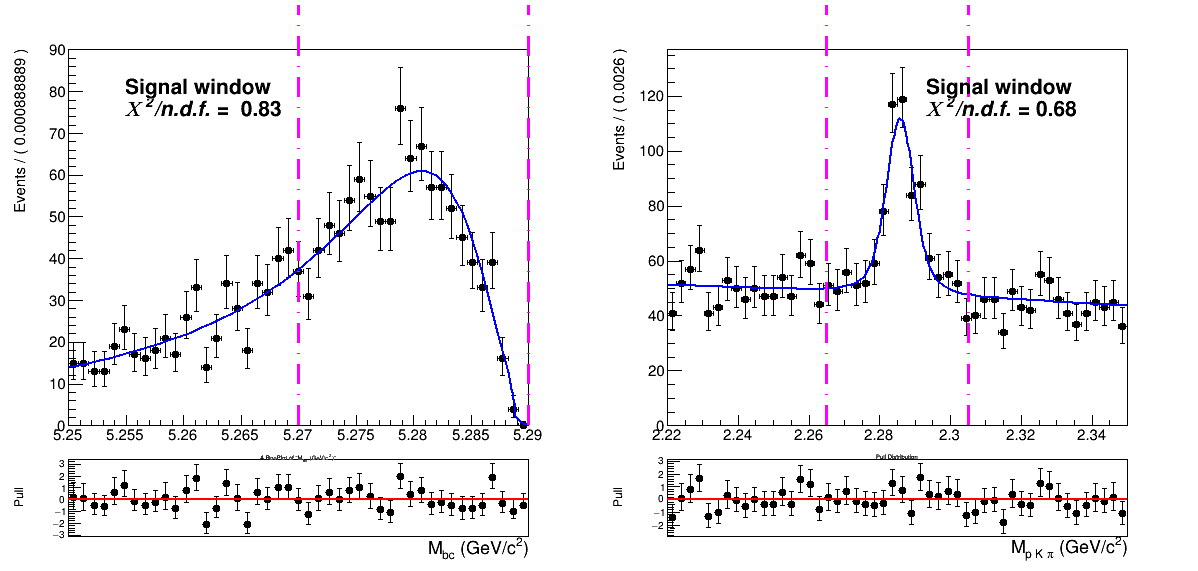 Events / ( 0.000888889 )
90
80
70
60
50
40
30
20
10
0
Signal window
Χ²/n.d.f. = 0.83
5.25 5.255 5.26 5.265 5.27 5.275 5.28 5.285 5.29
Pull
3
2
1
0
−1
−2
−3
M_bc (GeV/c²)
Events / ( 0.0026 )
120
100
80
60
40
20
0
Signal window
Χ²/n.d.f. = 0.68
2.22 2.24 2.26 2.28 2.3 2.32 2.34
Pull Distribution
Pull
3
2
1
0
−1
−2
M_p K π (GeV/c²)